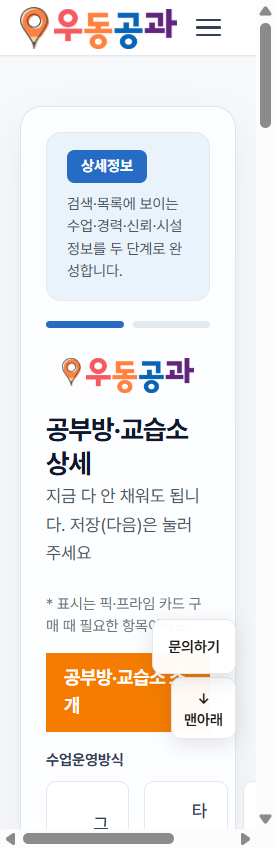 우동공과
상세정보
검색·목록에 보이는
수업·경력·신뢰·시설
정보를 두 단계로 완
성합니다.
우동공과
공부방·교습소
상세
지금 다 안 채워도 됩니
다. 저장(다음)은 눌러
주세요
* 표시는 픽·프라임 카드 구
매 때 필요한 항목
문의하기
공부방·교습소
개
↓
맨아래
수업운영방식
그
타